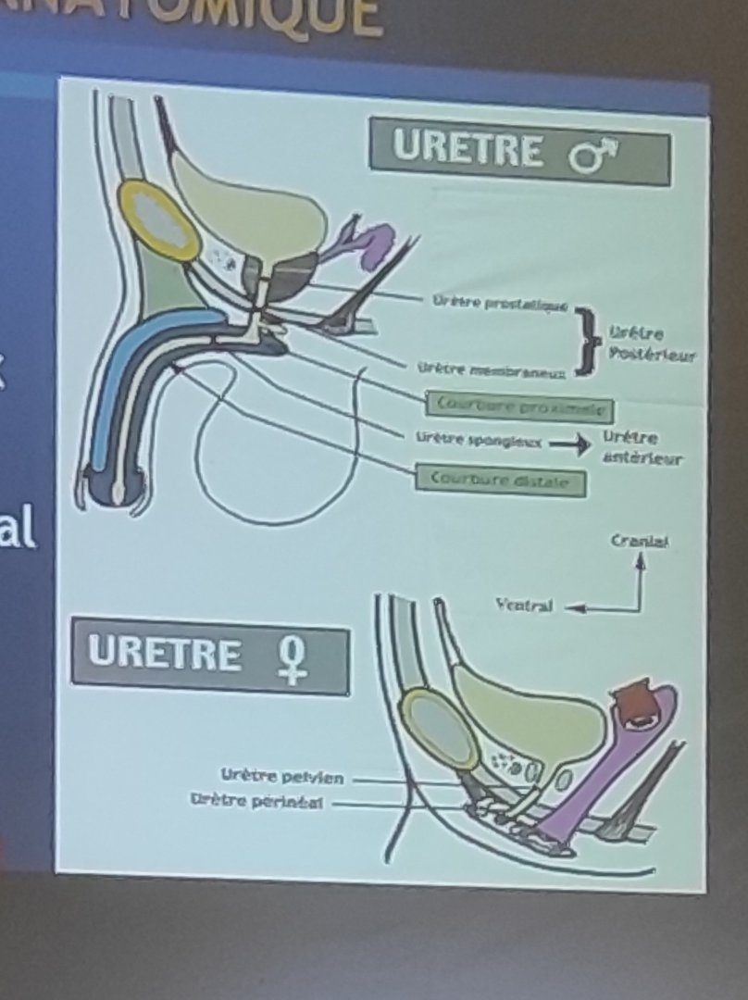 ANATOMIQUE
URETRE ♂
Urètre prostatique
Urètre
Postérieur
Urètre membraneux
Courbure proximale
Urètre spongieux
Urètre
antérieur
Courbure distale
al
Cranial
Ventral
URETRE ♀
Urètre pelvien
Urètre périnéal